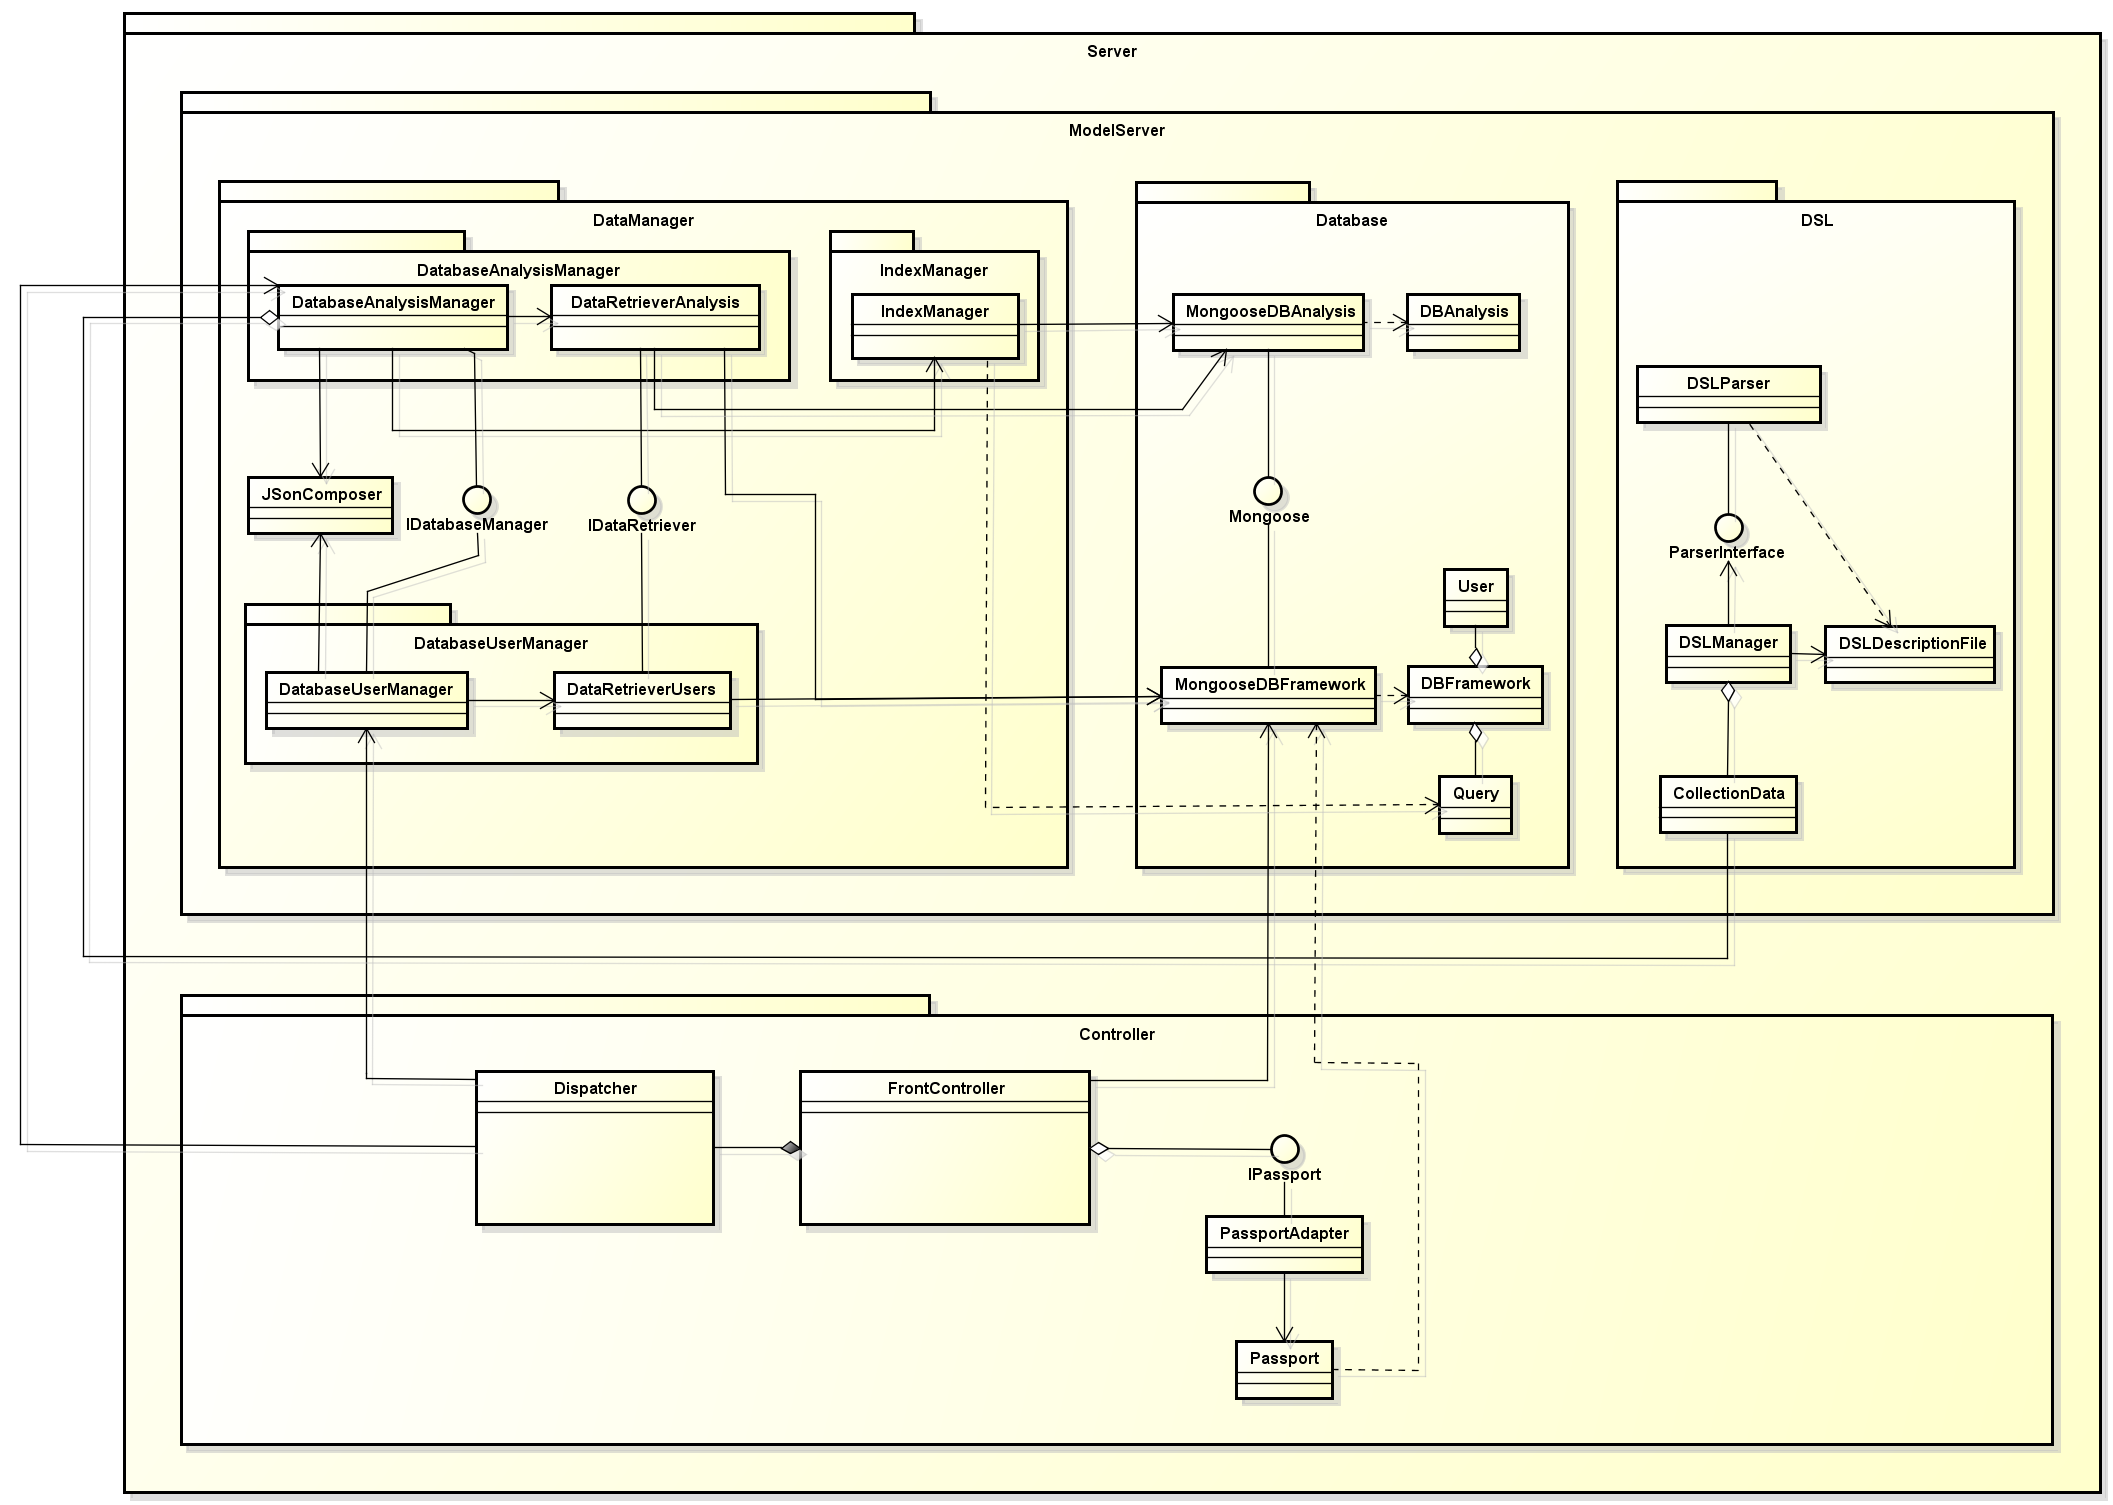 Server
ModelServer
DataManager
DatabaseAnalysisManager
DatabaseAnalysisManager
DataRetrieverAnalysis
IndexManager
IndexManager
JSonComposer
IDatabaseManager
IDataRetriever
DatabaseUserManager
DatabaseUserManager
DataRetrieverUsers
Database
MongooseDBAnalysis
DBAnalysis
Mongoose
User
MongooseDBFramework
DBFramework
Query
DSL
DSLParser
ParserInterface
DSLManager
DSLDescriptionFile
CollectionData
Controller
Dispatcher
FrontController
IPassport
PassportAdapter
Passport